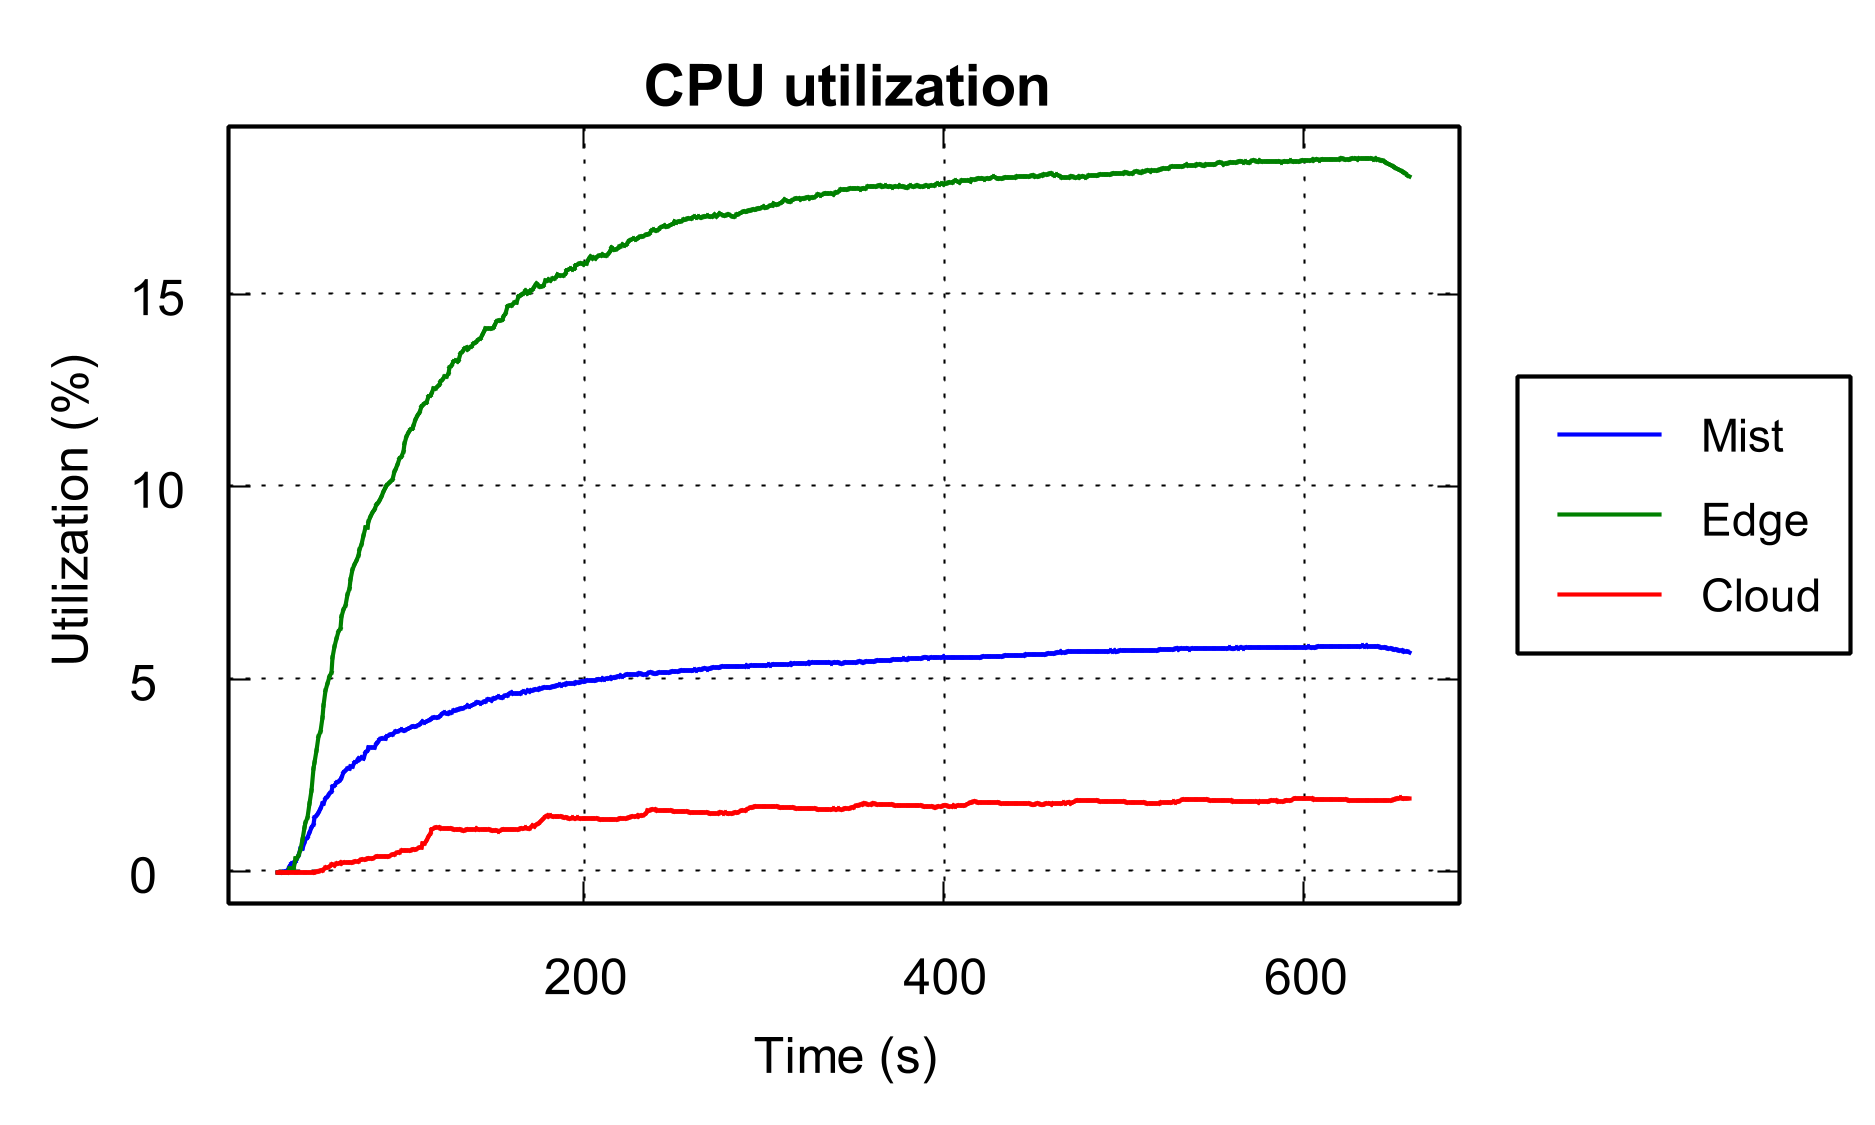 CPU utilization
15
10
5
0
Utilization (%)
200 400 600
Time (s)
Mist
Edge
Cloud